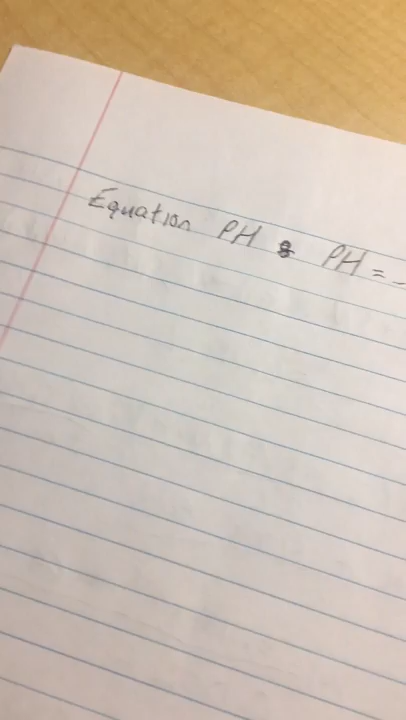 Equation PH : PH = -